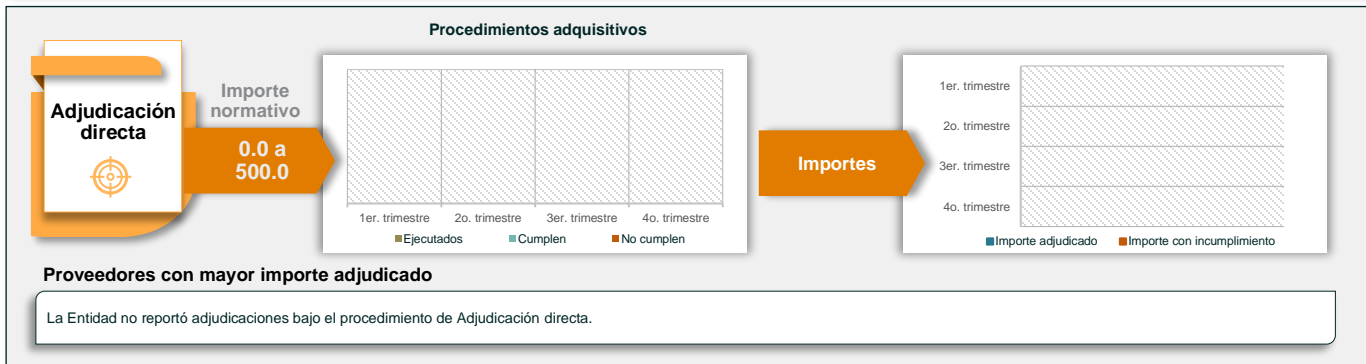 Procedimientos adquisitivos
Adjudicación
directa
Importe
normativo
0.0 a
500.0
1er. trimestre
2o. trimestre
3er. trimestre
4o. trimestre
Ejecutados
Cumplen
No cumplen
Importes
1er. trimestre
2o. trimestre
3er. trimestre
4o. trimestre
Importe adjudicado
Importe con incumplimiento
Proveedores con mayor importe adjudicado
La Entidad no reportó adjudicaciones bajo el procedimiento de Adjudicación directa.